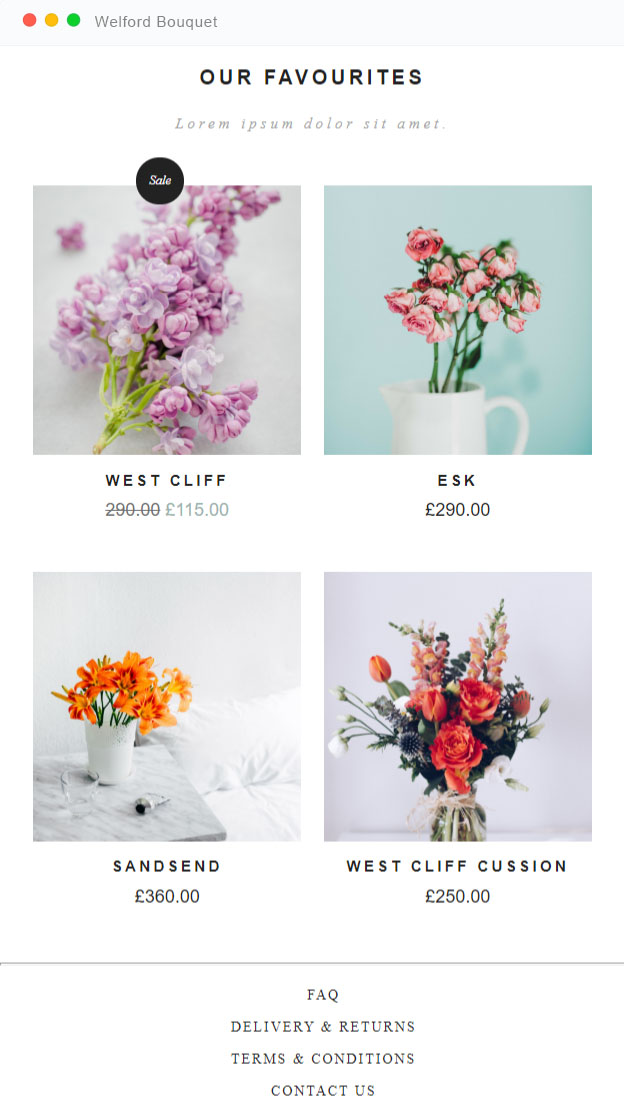 Welford Bouquet
OUR FAVOURITES
Lorem ipsum dolor sit amet.
Sale
WEST CLIFF
290.00 £115.00
ESK
£290.00
SANDSEND
£360.00
WEST CLIFF CUSSION
£250.00
FAQ
DELIVERY & RETURNS
TERMS & CONDITIONS
CONTACT US